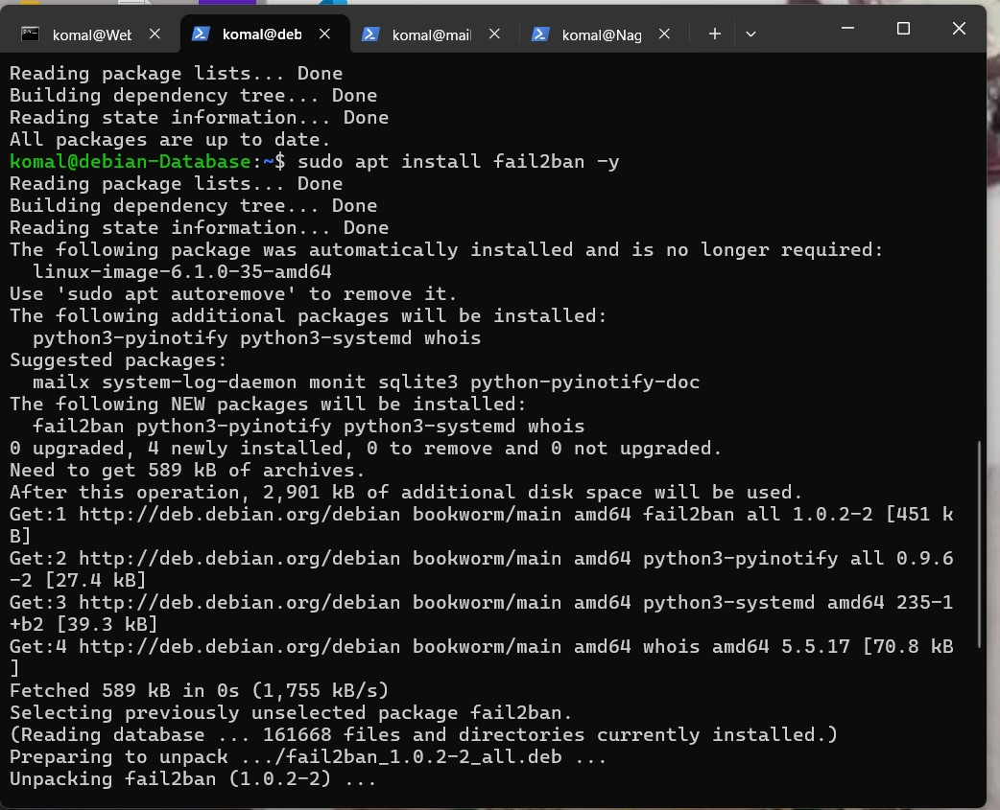 komal@Web
komal@deb
komal@mail
komal@Nag
Reading package lists... Done
Building dependency tree... Done
Reading state information... Done
All packages are up to date.
komal@debian-Database:~$ sudo apt install fail2ban -y
Reading package lists... Done
Building dependency tree... Done
Reading state information... Done
The following package was automatically installed and is no longer required:
linux-image-6.1.0-35-amd64
Use 'sudo apt autoremove' to remove it.
The following additional packages will be installed:
python3-pyinotify python3-systemd whois
Suggested packages:
mailx system-log-daemon monit sqlite3 python-pyinotify-doc
The following NEW packages will be installed:
fail2ban python3-pyinotify python3-systemd whois
0 upgraded, 4 newly installed, 0 to remove and 0 not upgraded.
Need to get 589 kB of archives.
After this operation, 2,901 kB of additional disk space will be used.
Get:1 http://deb.debian.org/debian bookworm/main amd64 fail2ban all 1.0.2-2 [451 k
B]
Get:2 http://deb.debian.org/debian bookworm/main amd64 python3-pyinotify all 0.9.6
-2 [27.4 kB]
Get:3 http://deb.debian.org/debian bookworm/main amd64 python3-systemd amd64 235-1
+b2 [39.3 kB]
Get:4 http://deb.debian.org/debian bookworm/main amd64 whois amd64 5.5.17 [70.8 kB
]
Fetched 589 kB in 0s (1,755 kB/s)
Selecting previously unselected package fail2ban.
(Reading database ... 161668 files and directories currently installed.)
Preparing to unpack .../fail2ban_1.0.2-2_all.deb ...
Unpacking fail2ban (1.0.2-2) ...